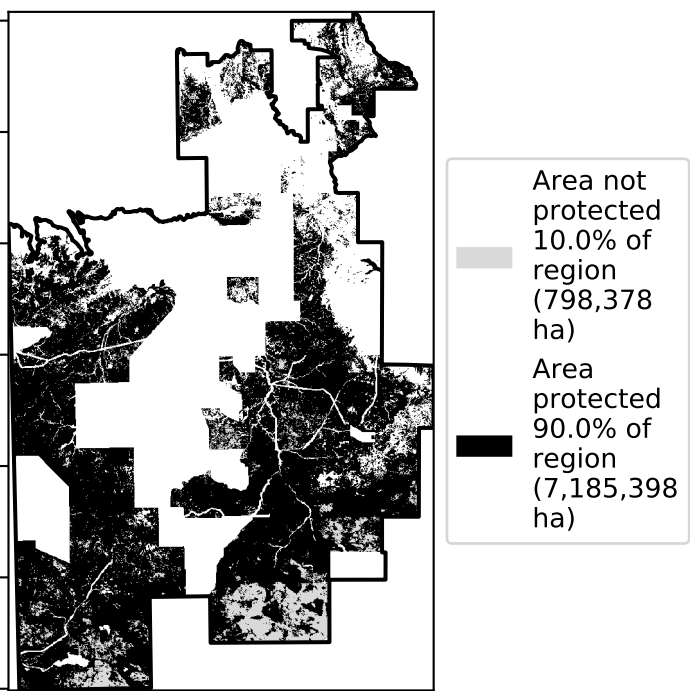 Area not
protected
10.0% of
region
(798,378
ha)
Area
protected
90.0% of
region
(7,185,398
ha)